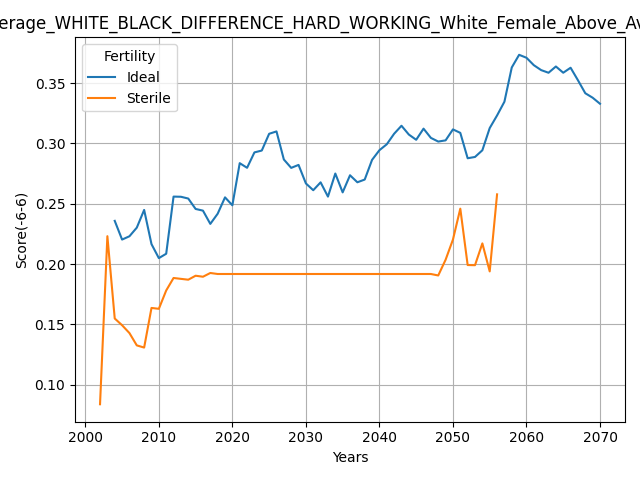 erage_WHITE_BLACK_DIFFERENCE_HARD_WORKING_White_Female_Above_Av
Fertility
Ideal
Sterile
Score(-6-6)
0.35
0.30
0.25
0.20
0.15
0.10
2000 2010 2020 2030 2040 2050 2060 2070
Years